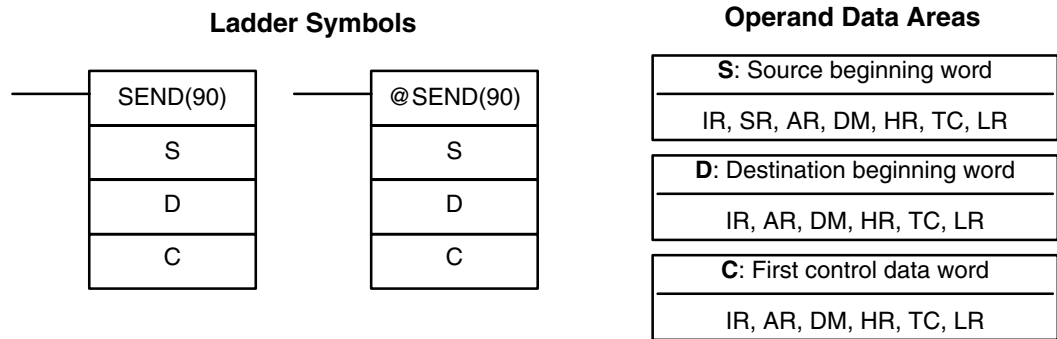 Ladder Symbols
SEND(90)
S
D
C
@SEND(90)
S
D
C
Operand Data Areas
S: Source beginning word
IR, SR, AR, DM, HR, TC, LR
D: Destination beginning word
IR, AR, DM, HR, TC, LR
C: First control data word
IR, AR, DM, HR, TC, LR